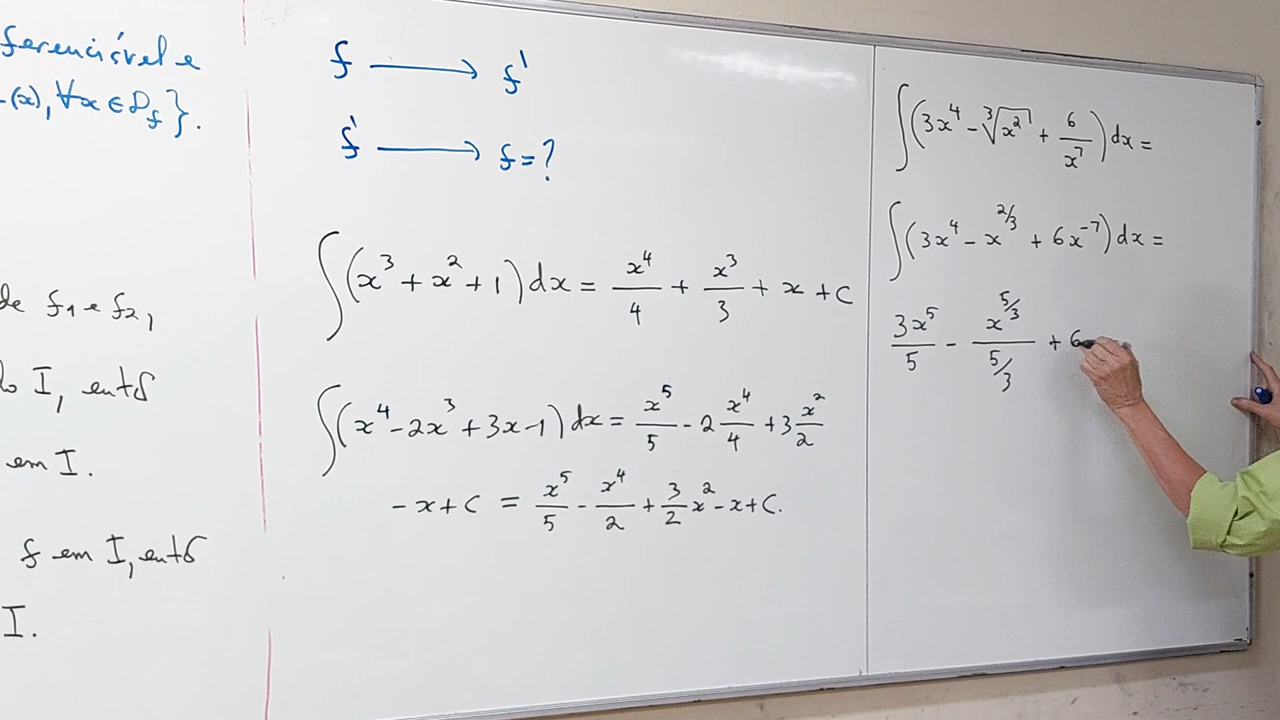 ferenciável e
(x), ∀x ∈ D_f}.
de f₁ e f₂,
I, entõ
em I.
f em I, entõ
I.
f ⟶ f'
f' ⟶ f = ?
∫(x³ + x² + 1) dx = x⁴/4 + x³/3 + x + C
∫(x⁴ - 2x³ + 3x - 1) dx = x⁵/5 - 2 x⁴/4 + 3 x²/2
- x + C = x⁵/5 - x⁴/2 + 3/2 x² - x + C.
∫(3x⁴ - ∛x² + 6/x⁷) dx =
∫(3x⁴ - x^(2/3) + 6x⁻⁷) dx =
3x⁵/5 - x^(5/3)/(5/3) + 6